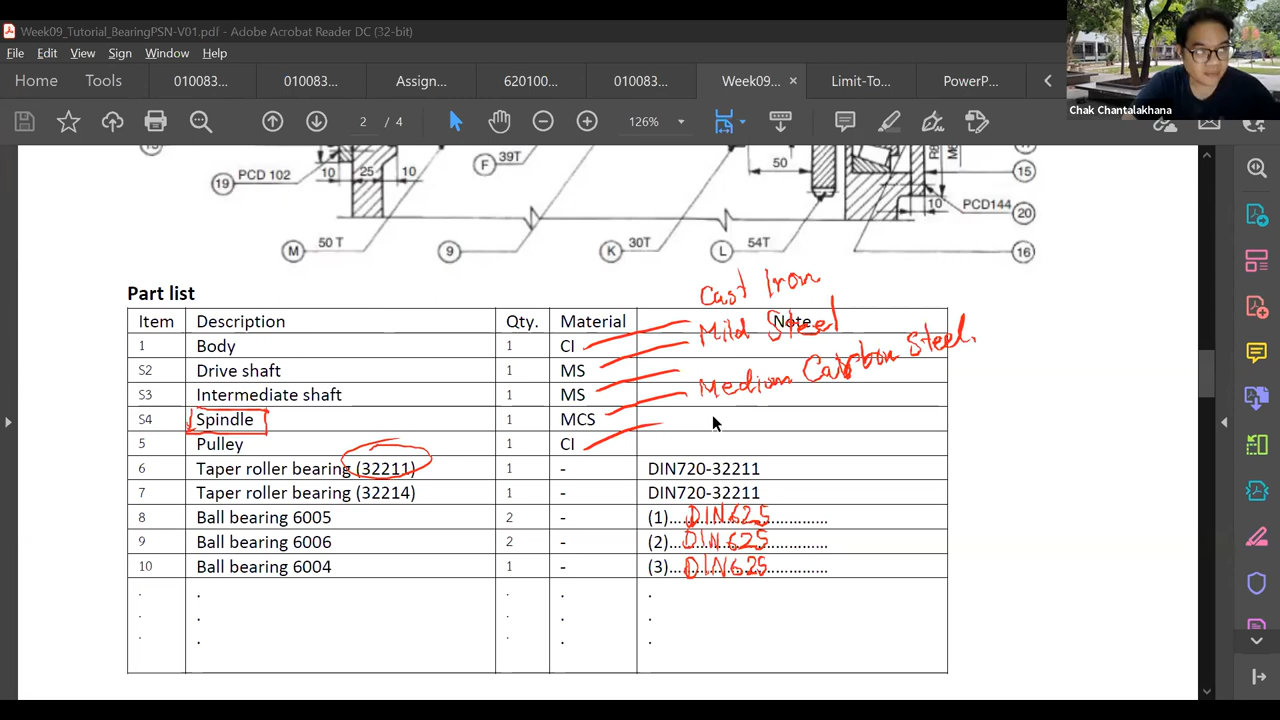 Week09_Tutorial_BearingPSN-V01.pdf - Adobe Acrobat Reader DC (32-bit)
File Edit View Sign Window Help
Home Tools 010083... 010083... Assign... 620100... 010083... Week09... × Limit-To... PowerP...
Chak Chantalakhana
2 / 4 126%
19 PCD 102 10 25 10 F 39T 50 15
10 PCD144 20
M 50 T 9 K 30T L 54T 16
Cast Iron
Part list
Item Description Qty. Material Note
Mild Steel
1 Body 1 CI
S2 Drive shaft 1 MS
Medium Carbon Steel.
S3 Intermediate shaft 1 MS
S4 Spindle 1 MCS
5 Pulley 1 CI
6 Taper roller bearing (32211) 1 - DIN720-32211
7 Taper roller bearing (32214) 1 - DIN720-32211
8 Ball bearing 6005 2 - (1)...DIN625...............
9 Ball bearing 6006 2 - (2)...DIN625...............
10 Ball bearing 6004 1 - (3)...DIN625...............
. . . . .
. . . . .
. . . . .